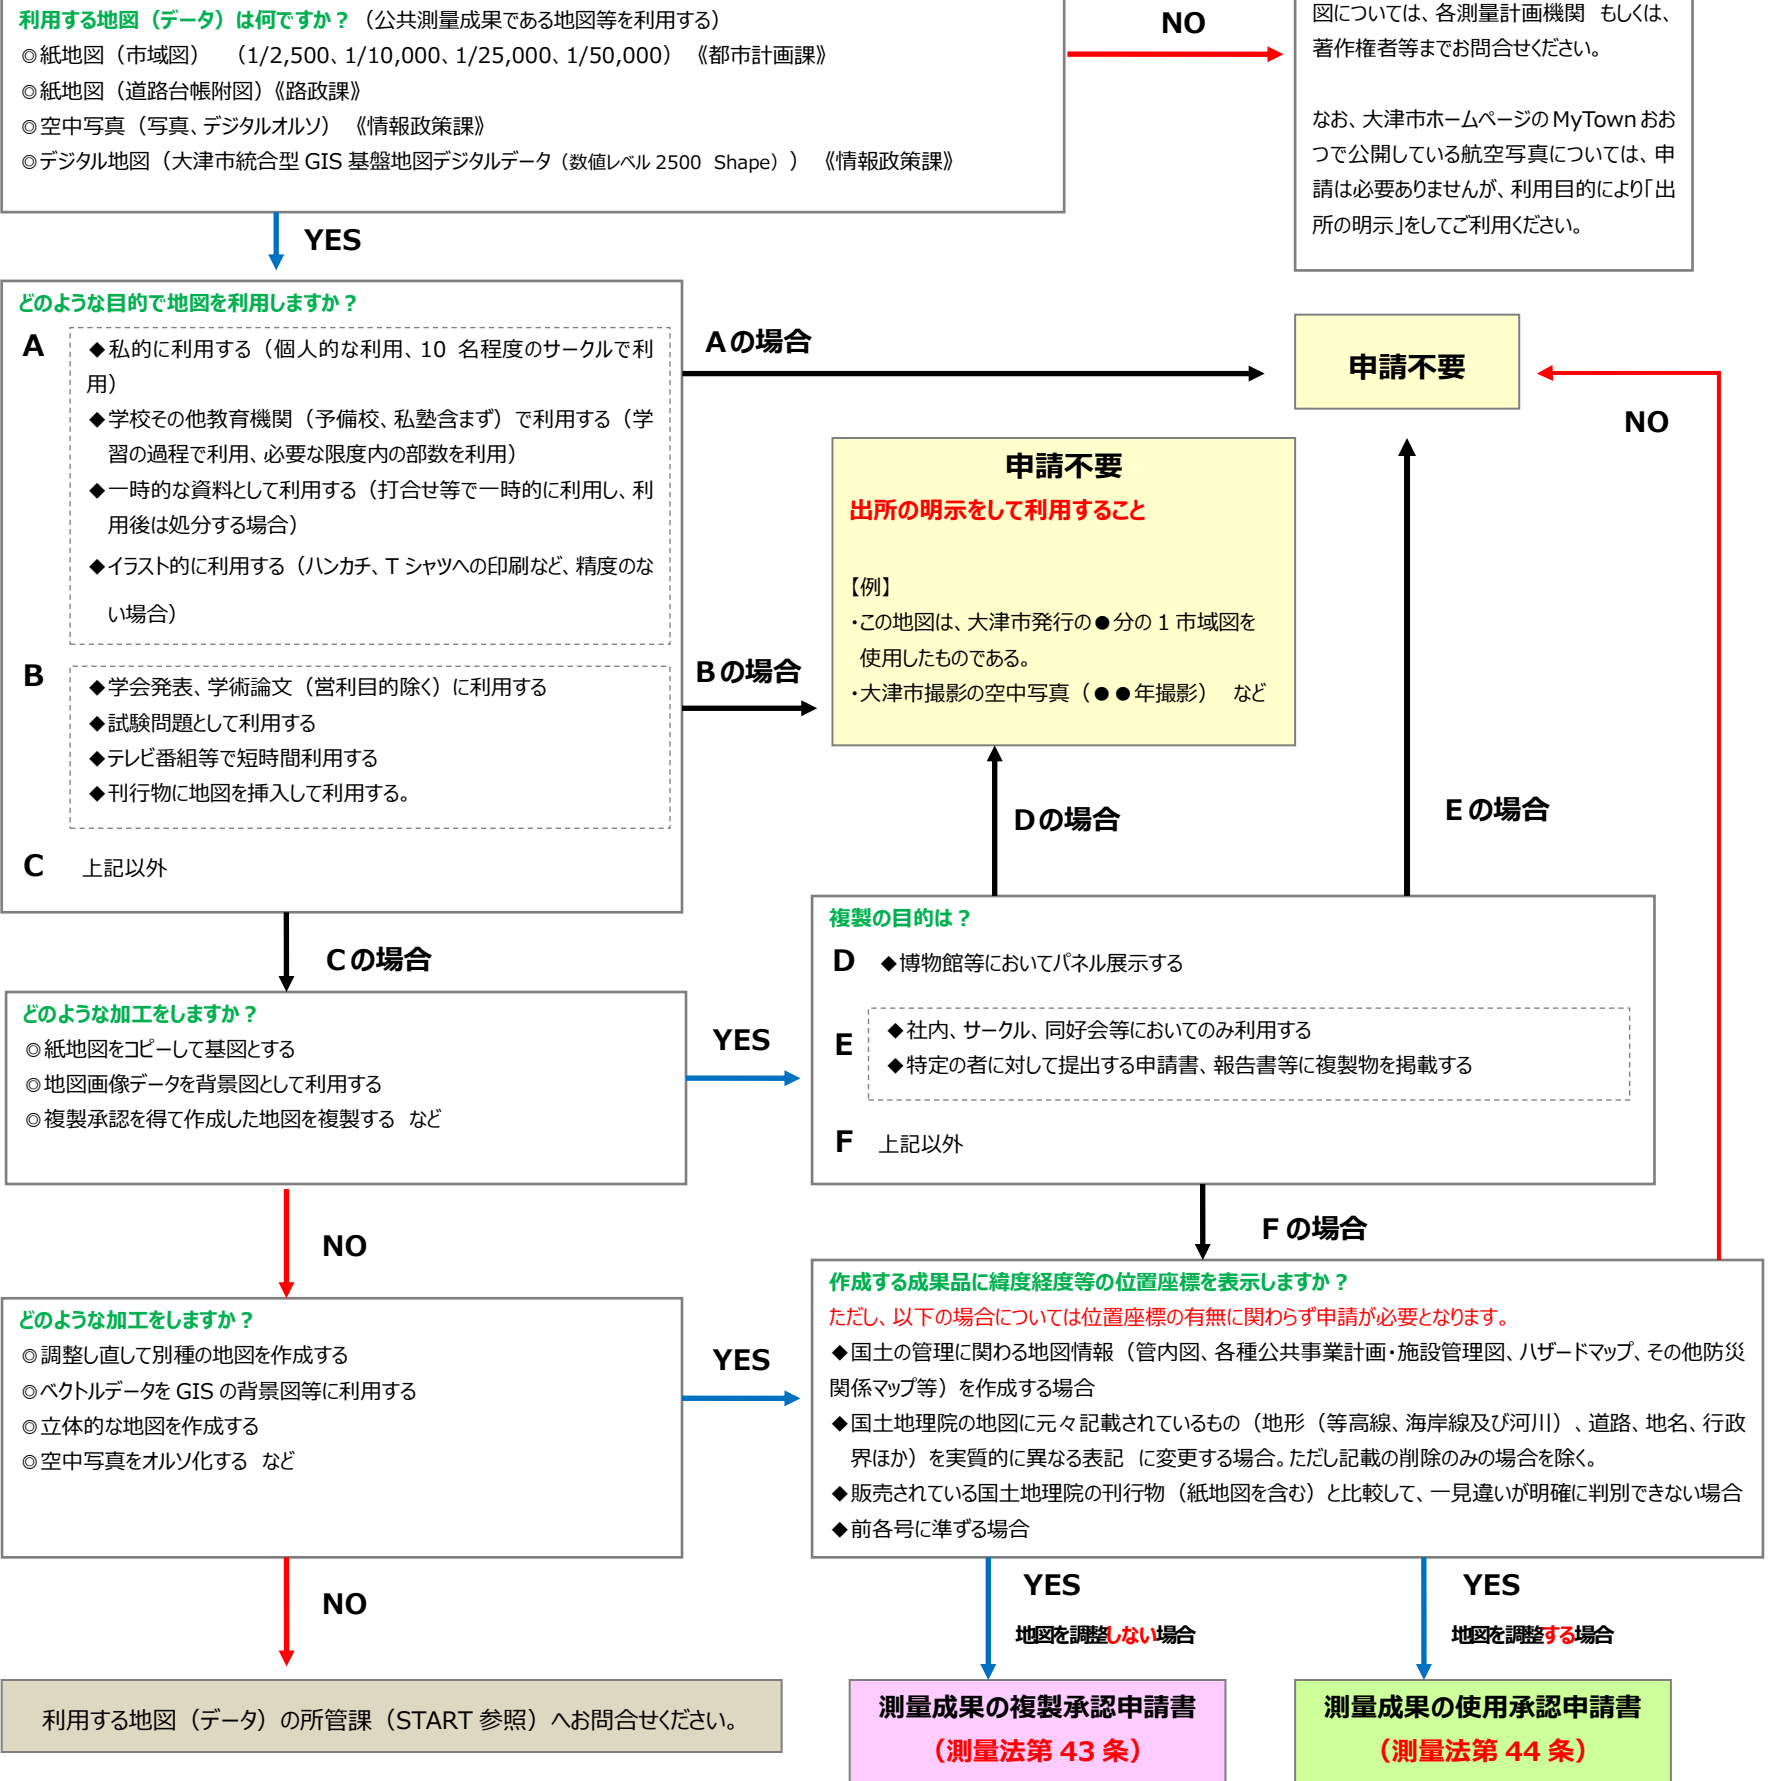 利用する地図（データ）は何ですか？（公共測量成果である地図等を利用する）
◎紙地図（市域図）　（1/2,500、1/10,000、1/25,000、1/50,000）《都市計画課》
◎紙地図（道路台帳附図）《路政課》
◎空中写真（写真、デジタルオルソ）《情報政策課》
◎デジタル地図（大津市統合型 GIS 基盤地図デジタルデータ（数値レベル 2500 Shape））《情報政策課》
NO
図については、各測量計画機関 もしくは、
著作権者等までお問合せください。
なお、大津市ホームページの MyTown おお
つで公開している航空写真については、申
請は必要ありませんが、利用目的により「出
所の明示」をしてご利用ください。
YES
どのような目的で地図を利用しますか？
A
◆私的に利用する（個人的な利用、10 名程度のサークルで利
用）
◆学校その他教育機関（予備校、私塾含まず）で利用する（学
習の過程で利用、必要な限度内の部数を利用）
◆一時的な資料として利用する（打合せ等で一時的に利用し、利
用後は処分する場合）
◆イラスト的に利用する（ハンカチ、T シャツへの印刷など、精度のな
い場合）
B
◆学会発表、学術論文（営利目的除く）に利用する
◆試験問題として利用する
◆テレビ番組等で短時間利用する
◆刊行物に地図を挿入して利用する。
C 上記以外
Aの場合
申請不要
NO
申請不要
出所の明示をして利用すること
【例】
・この地図は、大津市発行の●分の 1 市域図を
使用したものである。
・大津市撮影の空中写真（●●年撮影） など
Bの場合
Dの場合
Eの場合
Cの場合
どのような加工をしますか？
◎紙地図をコピーして基図とする
◎地図画像データを背景図として利用する
◎複製承認を得て作成した地図を複製する など
YES
複製の目的は？
D ◆博物館等においてパネル展示する
E
◆社内、サークル、同好会等においてのみ利用する
◆特定の者に対して提出する申請書、報告書等に複製物を掲載する
F 上記以外
NO
Fの場合
どのような加工をしますか？
◎調整し直して別種の地図を作成する
◎ベクトルデータを GIS の背景図等に利用する
◎立体的な地図を作成する
◎空中写真をオルソ化する など
YES
作成する成果品に緯度経度等の位置座標を表示しますか？
ただし、以下の場合については位置座標の有無に関わらず申請が必要となります。
◆国土の管理に関わる地図情報（管内図、各種公共事業計画・施設管理図、ハザードマップ、その他防災
関係マップ等）を作成する場合
◆国土地理院の地図に元々記載されているもの（地形（等高線、海岸線及び河川）、道路、地名、行政
界ほか）を実質的に異なる表記 に変更する場合。ただし記載の削除のみの場合を除く。
◆販売されている国土地理院の刊行物（紙地図を含む）と比較して、一見違いが明確に判別できない場合
◆前各号に準ずる場合
NO
YES
地図を調整しない場合
YES
地図を調整する場合
利用する地図（データ）の所管課（START 参照）へお問合せください。
測量成果の複製承認申請書
（測量法第 43 条）
測量成果の使用承認申請書
（測量法第 44 条）